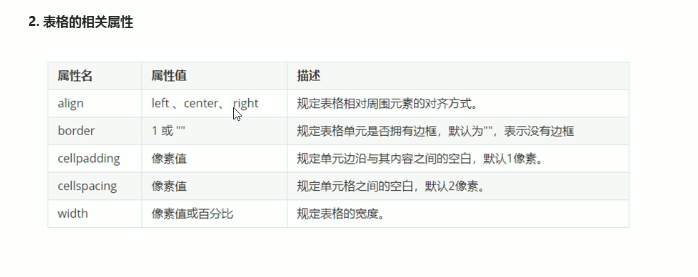 2. 表格的相关属性
属性名 属性值 描述
align left 、center、 right 规定表格相对周围元素的对齐方式。
border 1 或 "" 规定表格单元是否拥有边框，默认为""，表示没有边框
cellpadding 像素值 规定单元边沿与其内容之间的空白，默认1像素。
cellspacing 像素值 规定单元格之间的空白，默认2像素。
width 像素值或百分比 规定表格的宽度。